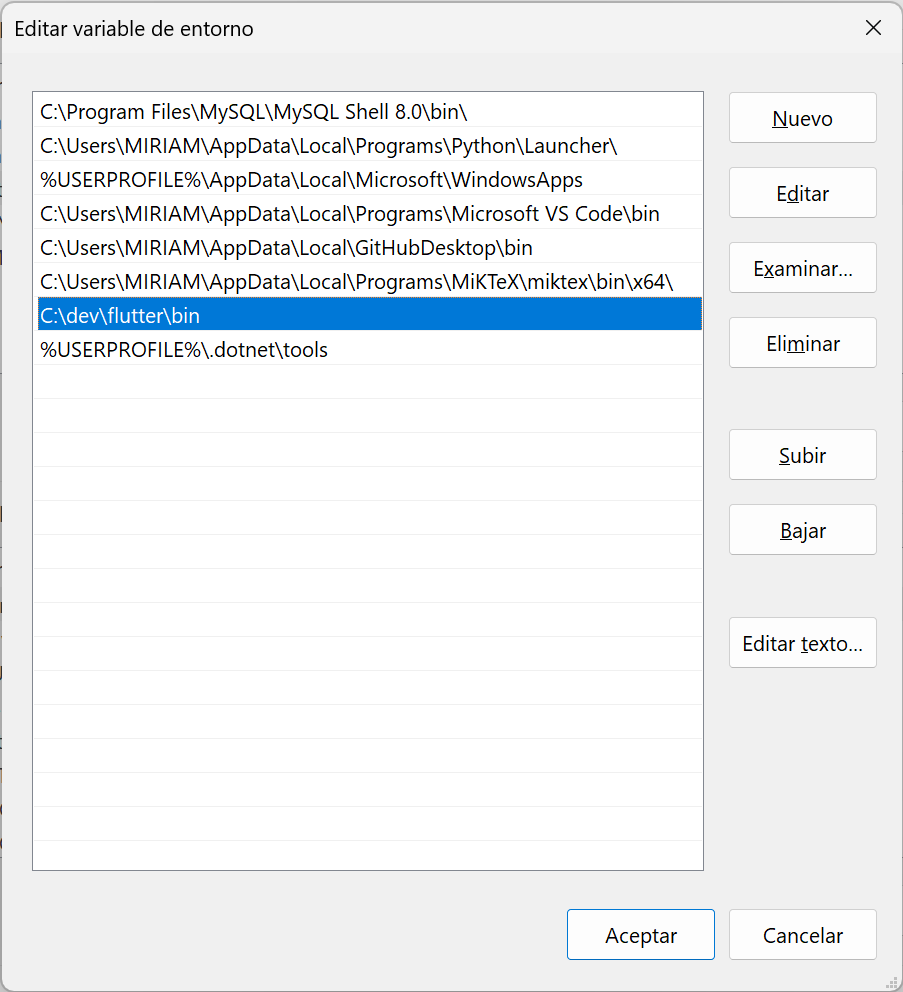 Editar variable de entorno
C:\Program Files\MySQL\MySQL Shell 8.0\bin\
C:\Users\MIRIAM\AppData\Local\Programs\Python\Launcher\
%USERPROFILE%\AppData\Local\Microsoft\WindowsApps
C:\Users\MIRIAM\AppData\Local\Programs\Microsoft VS Code\bin
C:\Users\MIRIAM\AppData\Local\GitHubDesktop\bin
C:\Users\MIRIAM\AppData\Local\Programs\MiKTeX\miktex\bin\x64\
C:\dev\flutter\bin
%USERPROFILE%\.dotnet\tools
Nuevo
Editar
Examinar...
Eliminar
Subir
Bajar
Editar texto...
Aceptar
Cancelar